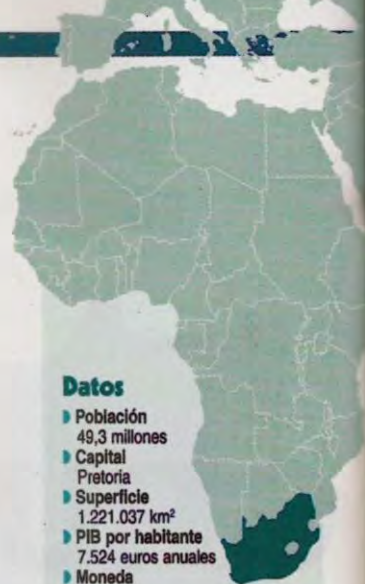 Datos
Población
49,3 millones
Capital
Pretoria
Superficie
1.221.037 km²
PIB por habitante
7.524 euros anuales
Moneda